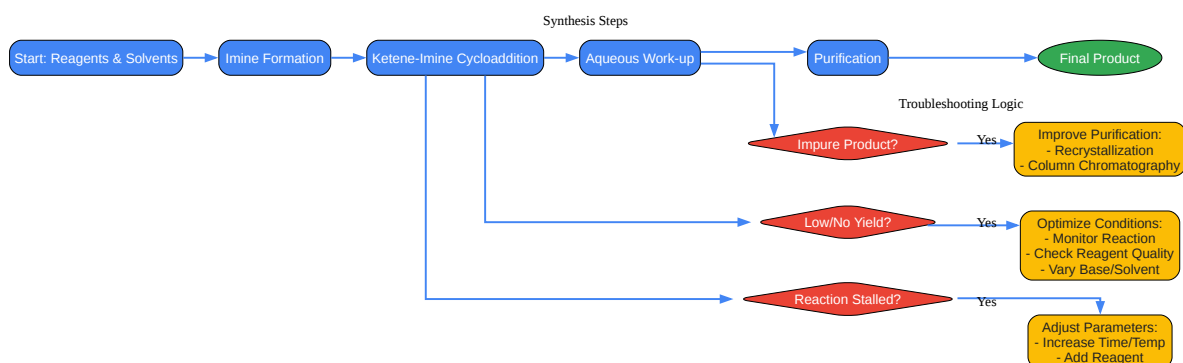 Synthesis Steps
Start: Reagents & Solvents
Imine Formation
Ketene-Imine Cycloaddition
Aqueous Work-up
Purification
Final Product
Troubleshooting Logic
Impure Product?
Yes
Improve Purification:
- Recrystallization
- Column Chromatography
Low/No Yield?
Yes
Optimize Conditions:
- Monitor Reaction
- Check Reagent Quality
- Vary Base/Solvent
Reaction Stalled?
Yes
Adjust Parameters:
- Increase Time/Temp
- Add Reagent